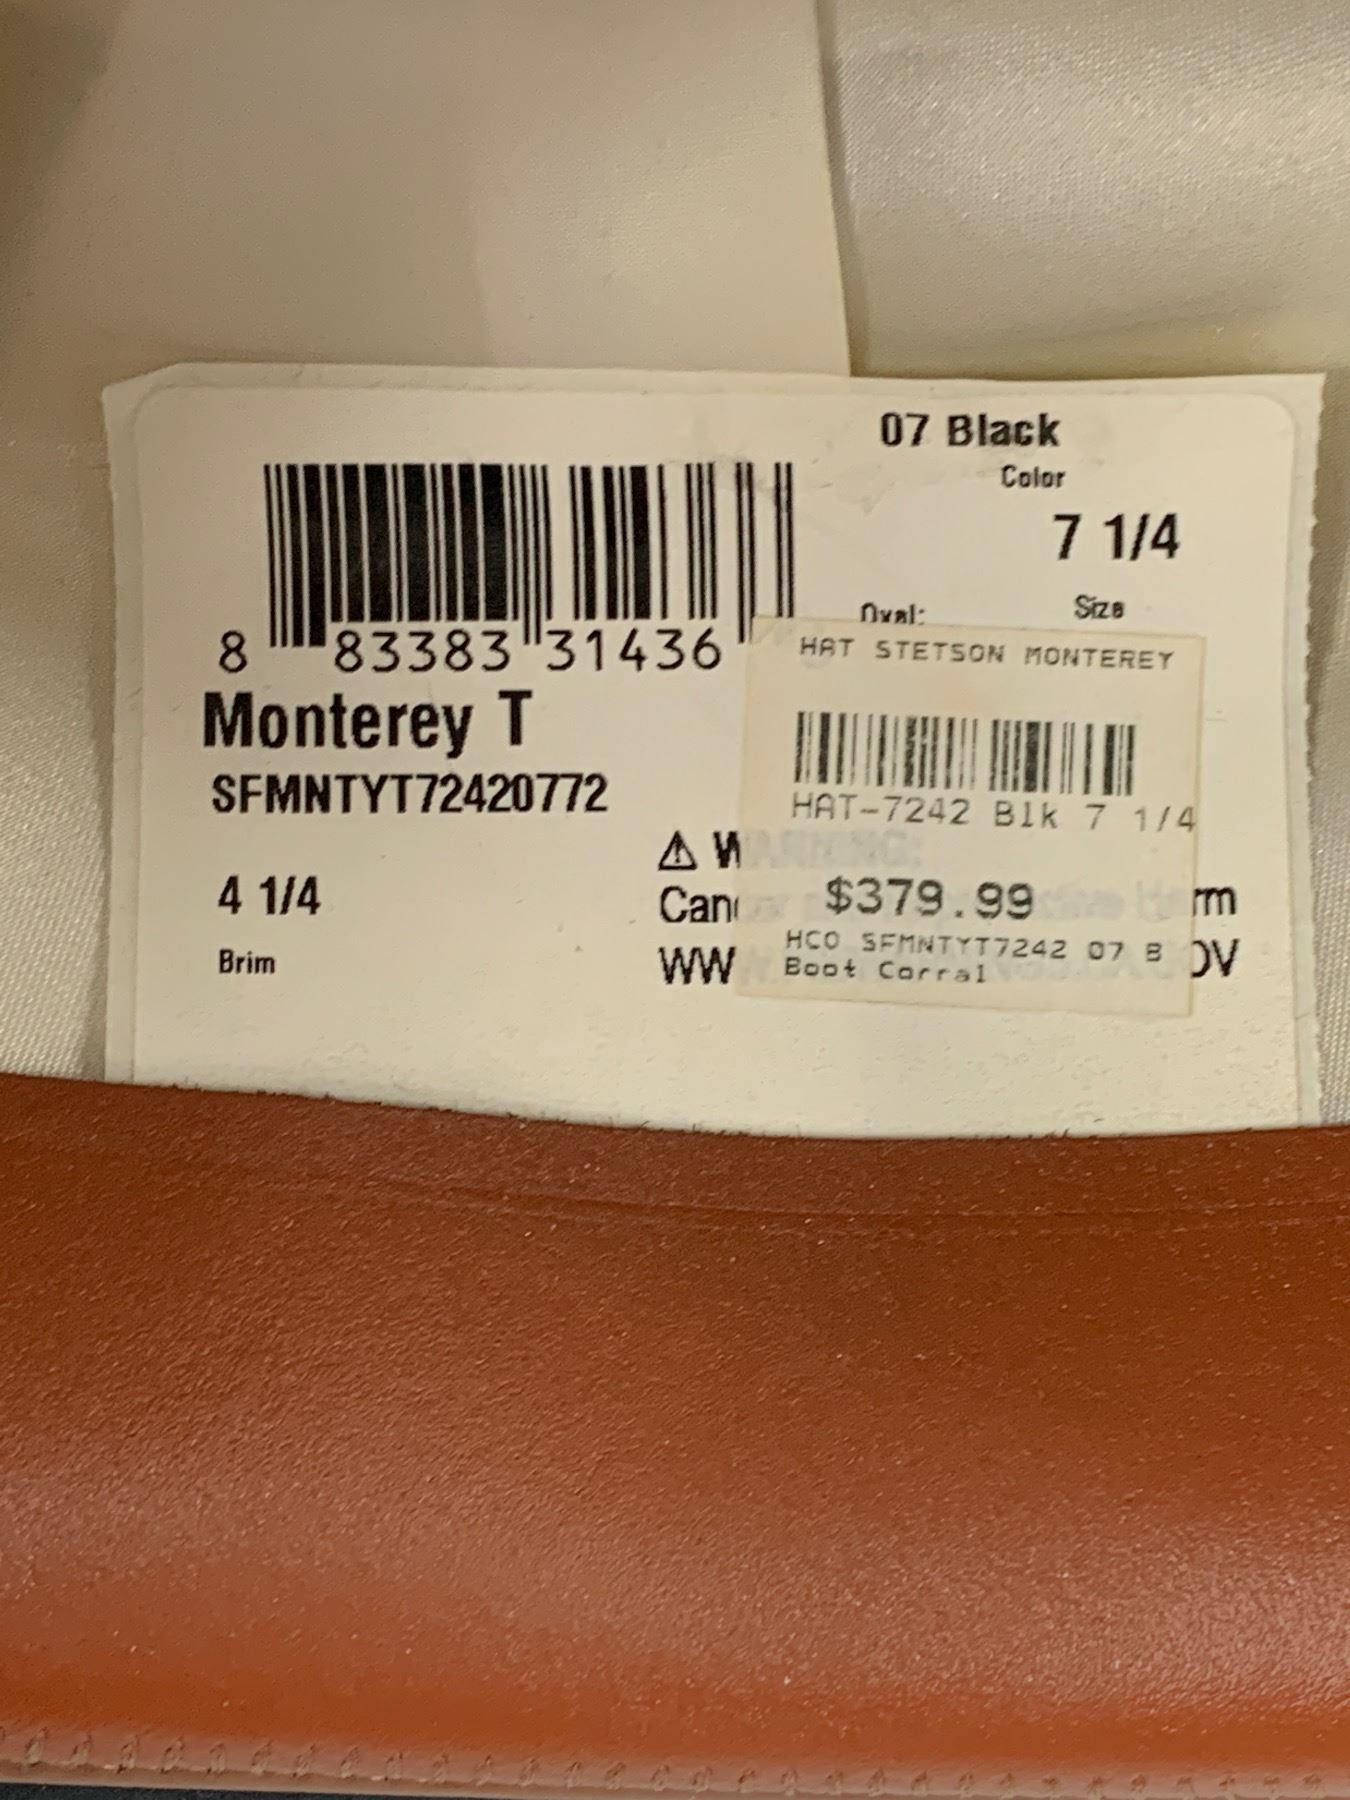 07 Black
Color
7 1/4
Oval:
Size
8 83383 31436
Monterey T
SFMNTYT72420772
4 1/4
Brim
HAT STETSON MONTEREY
HAT-7242 Blk 7 1/4
$379.99
HCO SFMNTYT7242 07 B
Boot Corral
⚠ WARNING: